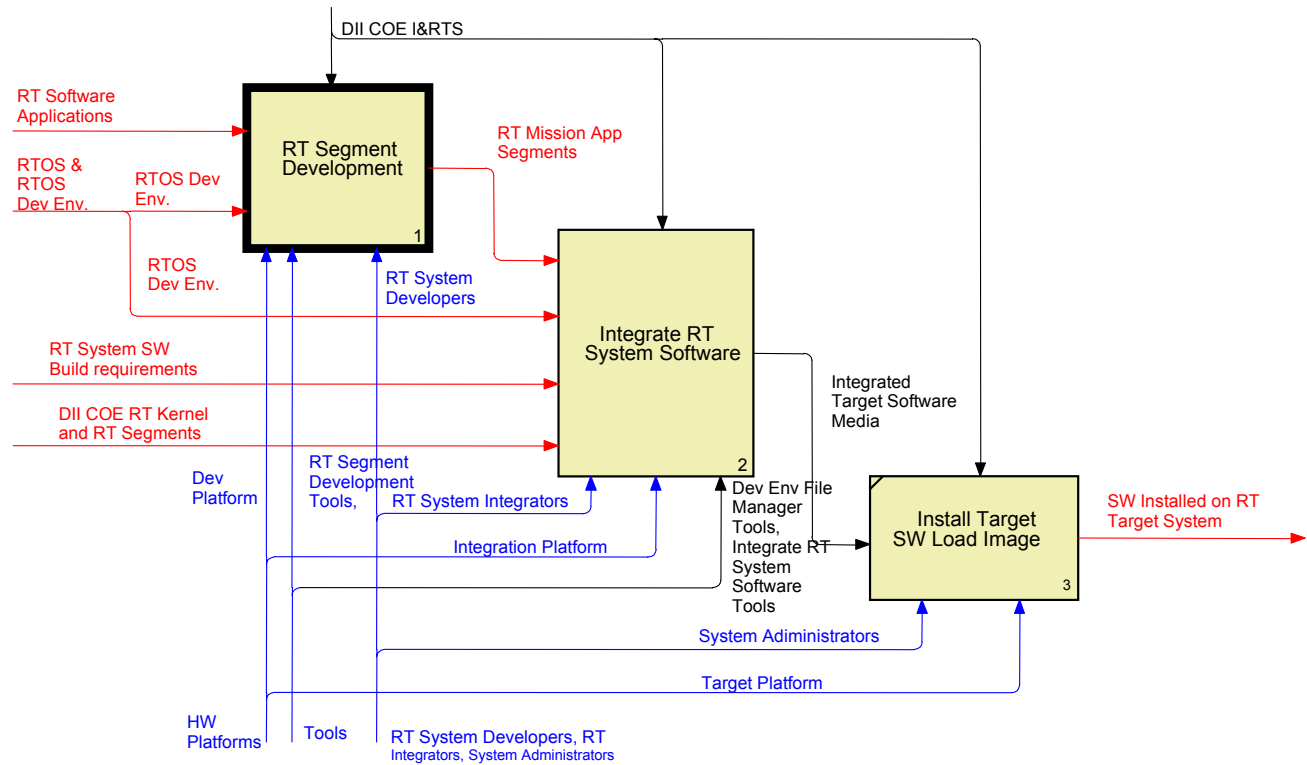 DII COE I&RTS
RT Software
Applications
RT Segment
Development
1
RT Mission App
Segments
RTOS &
RTOS
Dev Env.
RTOS Dev
Env.
RTOS
Dev Env.
RT System
Developers
Integrate RT
System Software
2
RT System SW
Build requirements
DII COE RT Kernel
and RT Segments
Integrated
Target Software
Media
Dev
Platform
RT Segment
Development
Tools,
RT System Integrators
Integration Platform
Dev Env File
Manager
Tools,
Integrate RT
System
Software
Tools
Install Target
SW Load Image
3
SW Installed on RT
Target System
System Adiministrators
Target Platform
HW
Platforms
Tools
RT System Developers, RT
Integrators, System Administrators